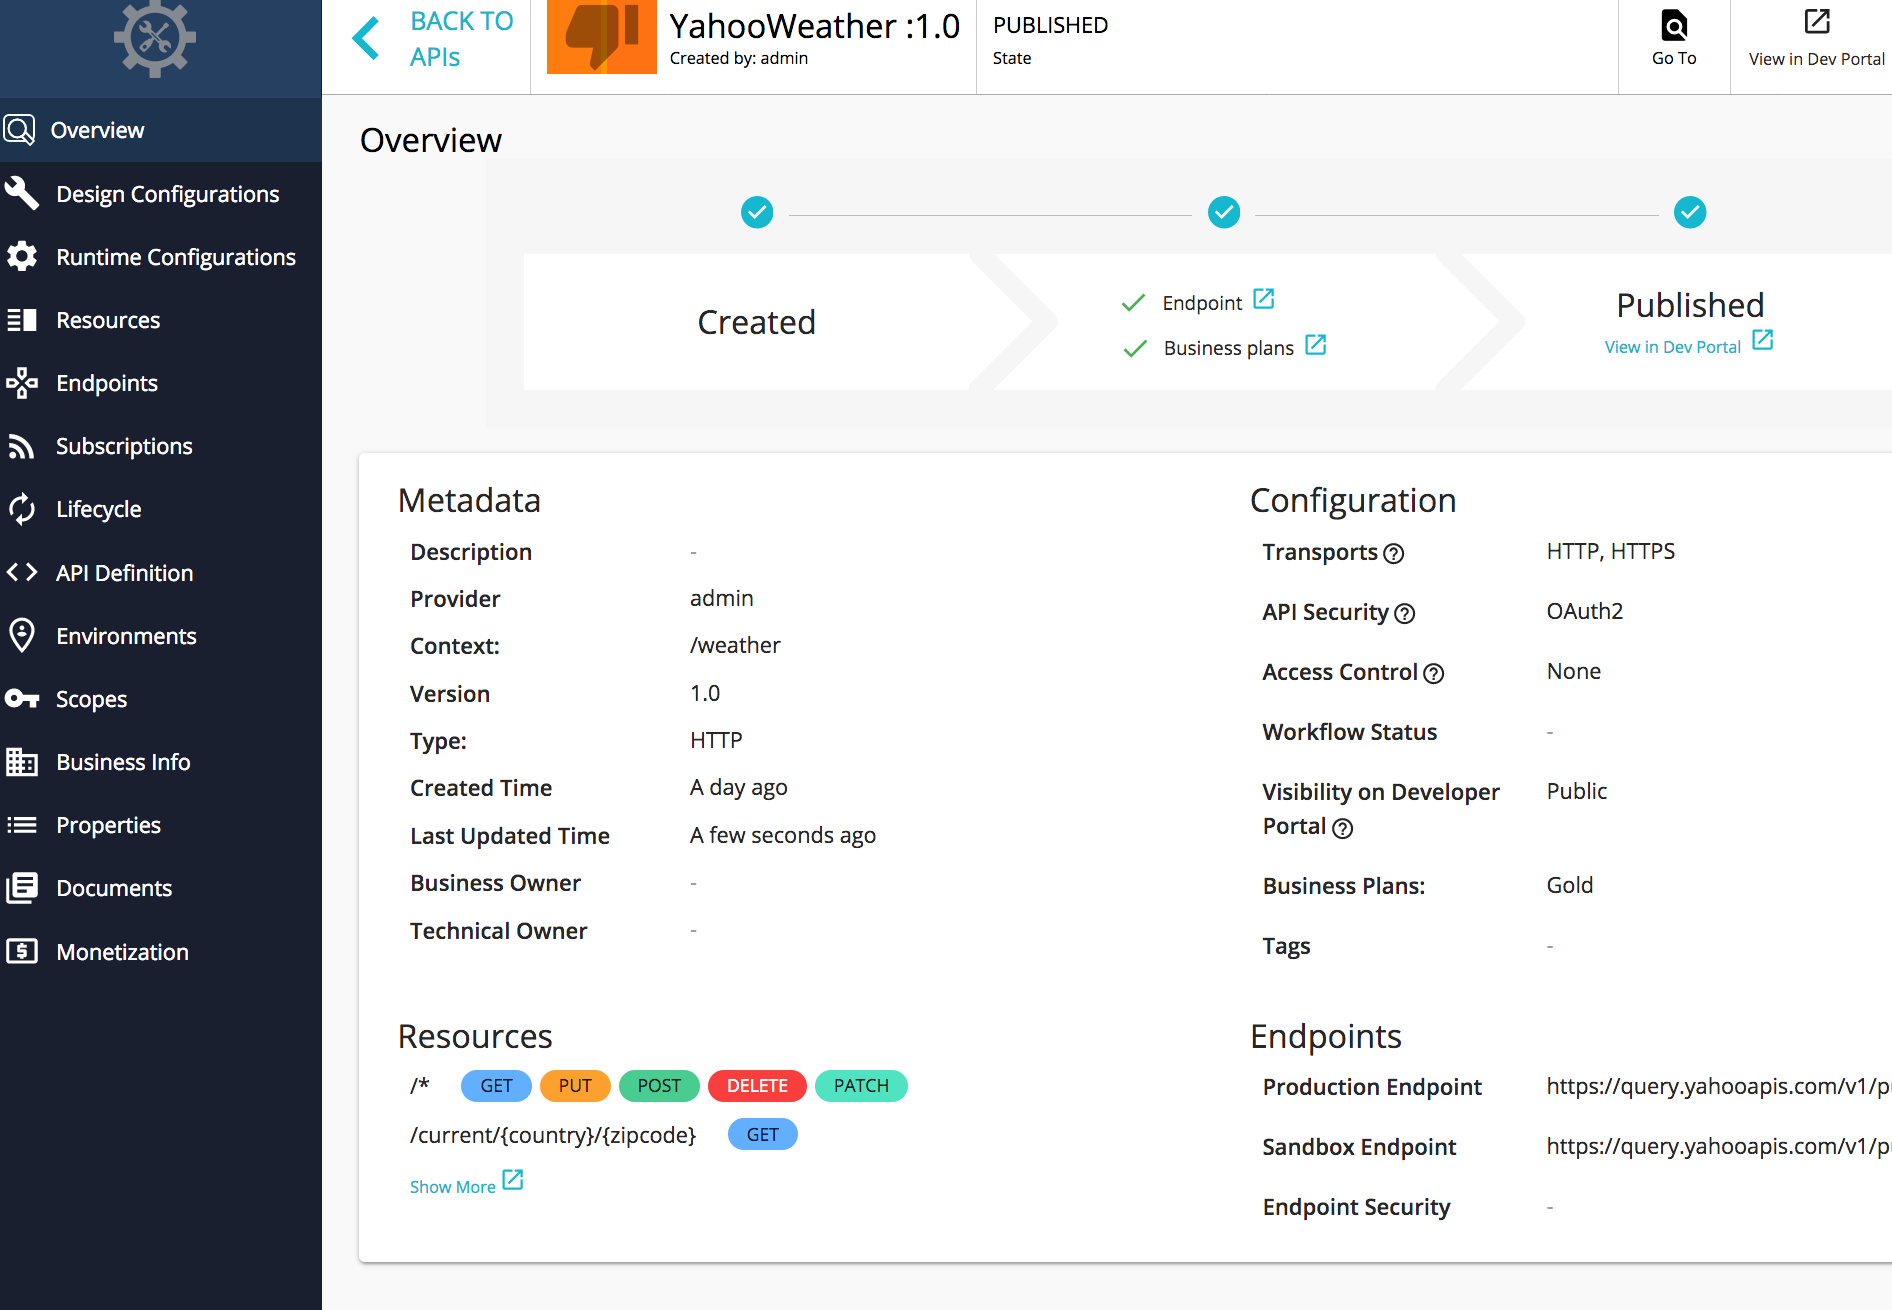 BACK TO
APIs
YahooWeather :1.0
Created by: admin
PUBLISHED
State
Go To
View in Dev Portal
Overview
Design Configurations
Runtime Configurations
Resources
Endpoints
Subscriptions
Lifecycle
API Definition
Environments
Scopes
Business Info
Properties
Documents
Monetization
Overview
Created
Endpoint
Business plans
Published
View in Dev Portal
Metadata
Description -
Provider admin
Context: /weather
Version 1.0
Type: HTTP
Created Time A day ago
Last Updated Time A few seconds ago
Business Owner -
Technical Owner -
Configuration
Transports HTTP, HTTPS
API Security OAuth2
Access Control None
Workflow Status -
Visibility on Developer Public
Portal
Business Plans: Gold
Tags -
Resources
/* GET PUT POST DELETE PATCH
/current/{country}/{zipcode} GET
Show More
Endpoints
Production Endpoint https://query.yahooapis.com/v1/p
Sandbox Endpoint https://query.yahooapis.com/v1/p
Endpoint Security -